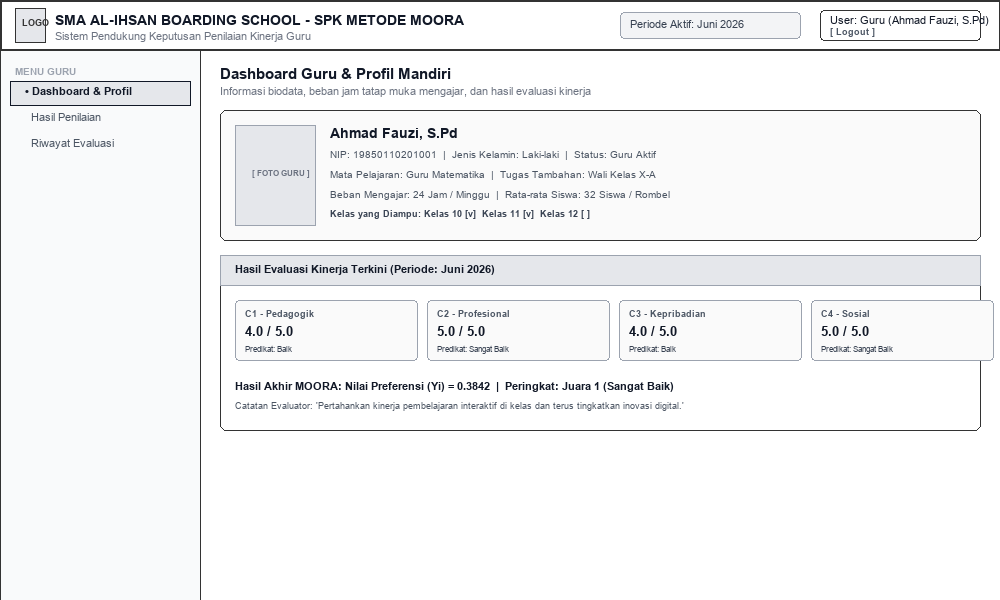 LOGO
SMA AL-IHSAN BOARDING SCHOOL - SPK METODE MOORA
Sistem Pendukung Keputusan Penilaian Kinerja Guru
Periode Aktif: Juni 2026
User: Guru (Ahmad Fauzi, S.Pd)
[ Logout ]
MENU GURU
• Dashboard & Profil
Hasil Penilaian
Riwayat Evaluasi
Dashboard Guru & Profil Mandiri
Informasi biodata, beban jam tatap muka mengajar, dan hasil evaluasi kinerja
[ FOTO GURU ]
Ahmad Fauzi, S.Pd
NIP: 19850110201001 | Jenis Kelamin: Laki-laki | Status: Guru Aktif
Mata Pelajaran: Guru Matematika | Tugas Tambahan: Wali Kelas X-A
Beban Mengajar: 24 Jam / Minggu | Rata-rata Siswa: 32 Siswa / Rombel
Kelas yang Diampu: Kelas 10 [v] Kelas 11 [v] Kelas 12 [ ]
Hasil Evaluasi Kinerja Terkini (Periode: Juni 2026)
C1 - Pedagogik
4.0 / 5.0
Predikat: Baik
C2 - Profesional
5.0 / 5.0
Predikat: Sangat Baik
C3 - Kepribadian
4.0 / 5.0
Predikat: Baik
C4 - Sosial
5.0 / 5.0
Predikat: Sangat Baik
Hasil Akhir MOORA: Nilai Preferensi (Yi) = 0.3842 | Peringkat: Juara 1 (Sangat Baik)
Catatan Evaluator: 'Pertahankan kinerja pembelajaran interaktif di kelas dan terus tingkatkan inovasi digital.'